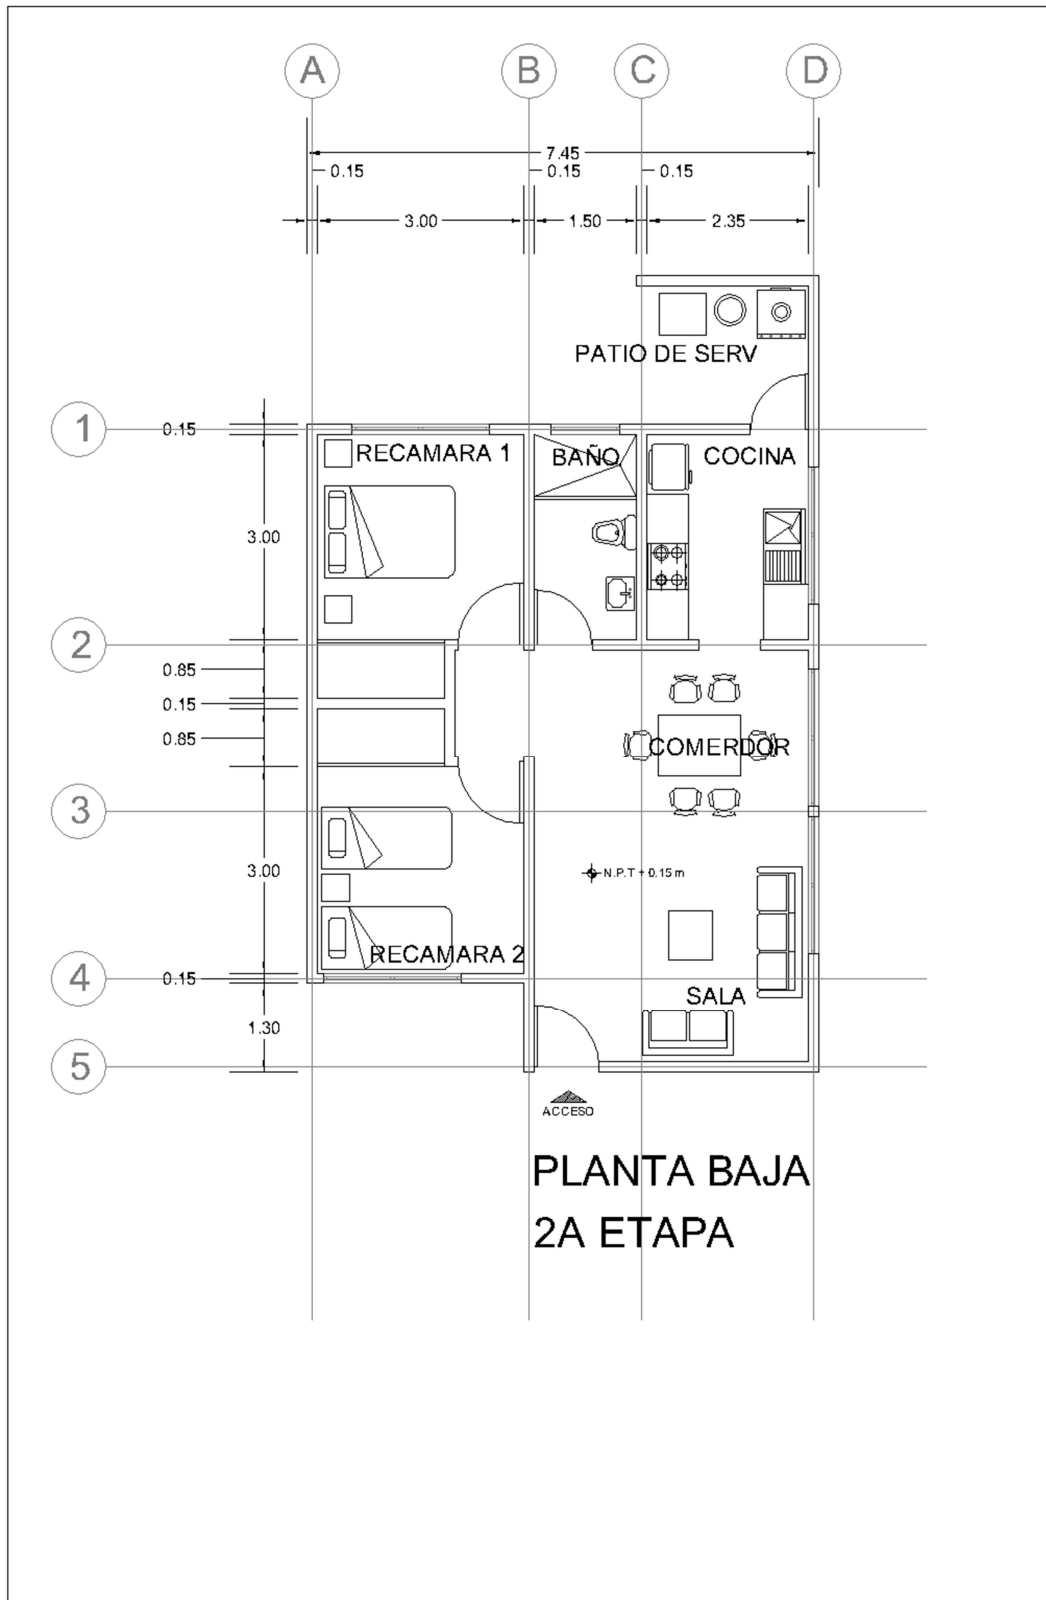 A B C D
7.45
0.15 0.15 0.15
3.00 1.50 2.35
PATIO DE SERV
1
0.15
RECAMARA 1 BAÑO COCINA
3.00
2
0.85
0.15
0.85
COMERDOR
3
3.00
N.P.T + 0.15 m
RECAMARA 2
4
0.15
SALA
1.30
5
ACCESO
PLANTA BAJA
2A ETAPA